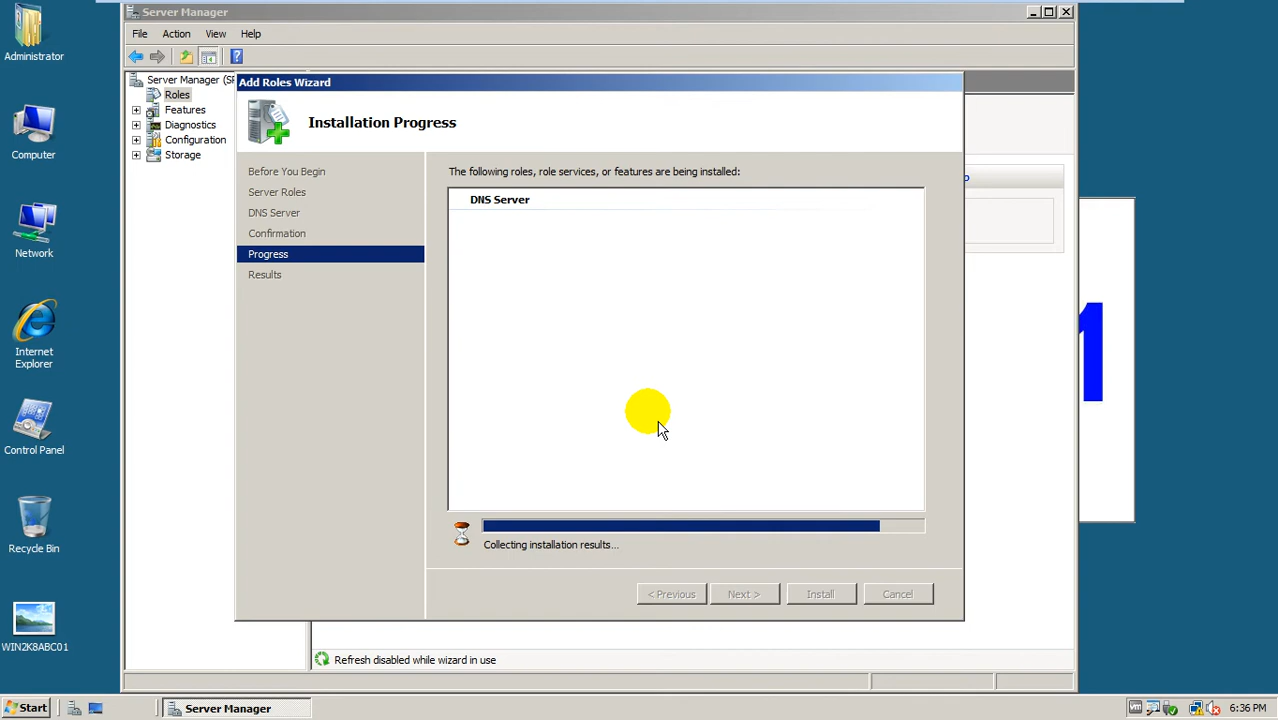 Administrator
Computer
Network
Internet
Explorer
Control Panel
Recycle Bin
WIN2K8ABC01
Server Manager
File Action View Help
Server Manager (SP
Roles
Features
Diagnostics
Configuration
Storage
Add Roles Wizard
Installation Progress
Before You Begin
Server Roles
DNS Server
Confirmation
Progress
Results
The following roles, role services, or features are being installed:
DNS Server
Collecting installation results...
< Previous Next > Install Cancel
Refresh disabled while wizard in use
1
Start Server Manager 6:36 PM